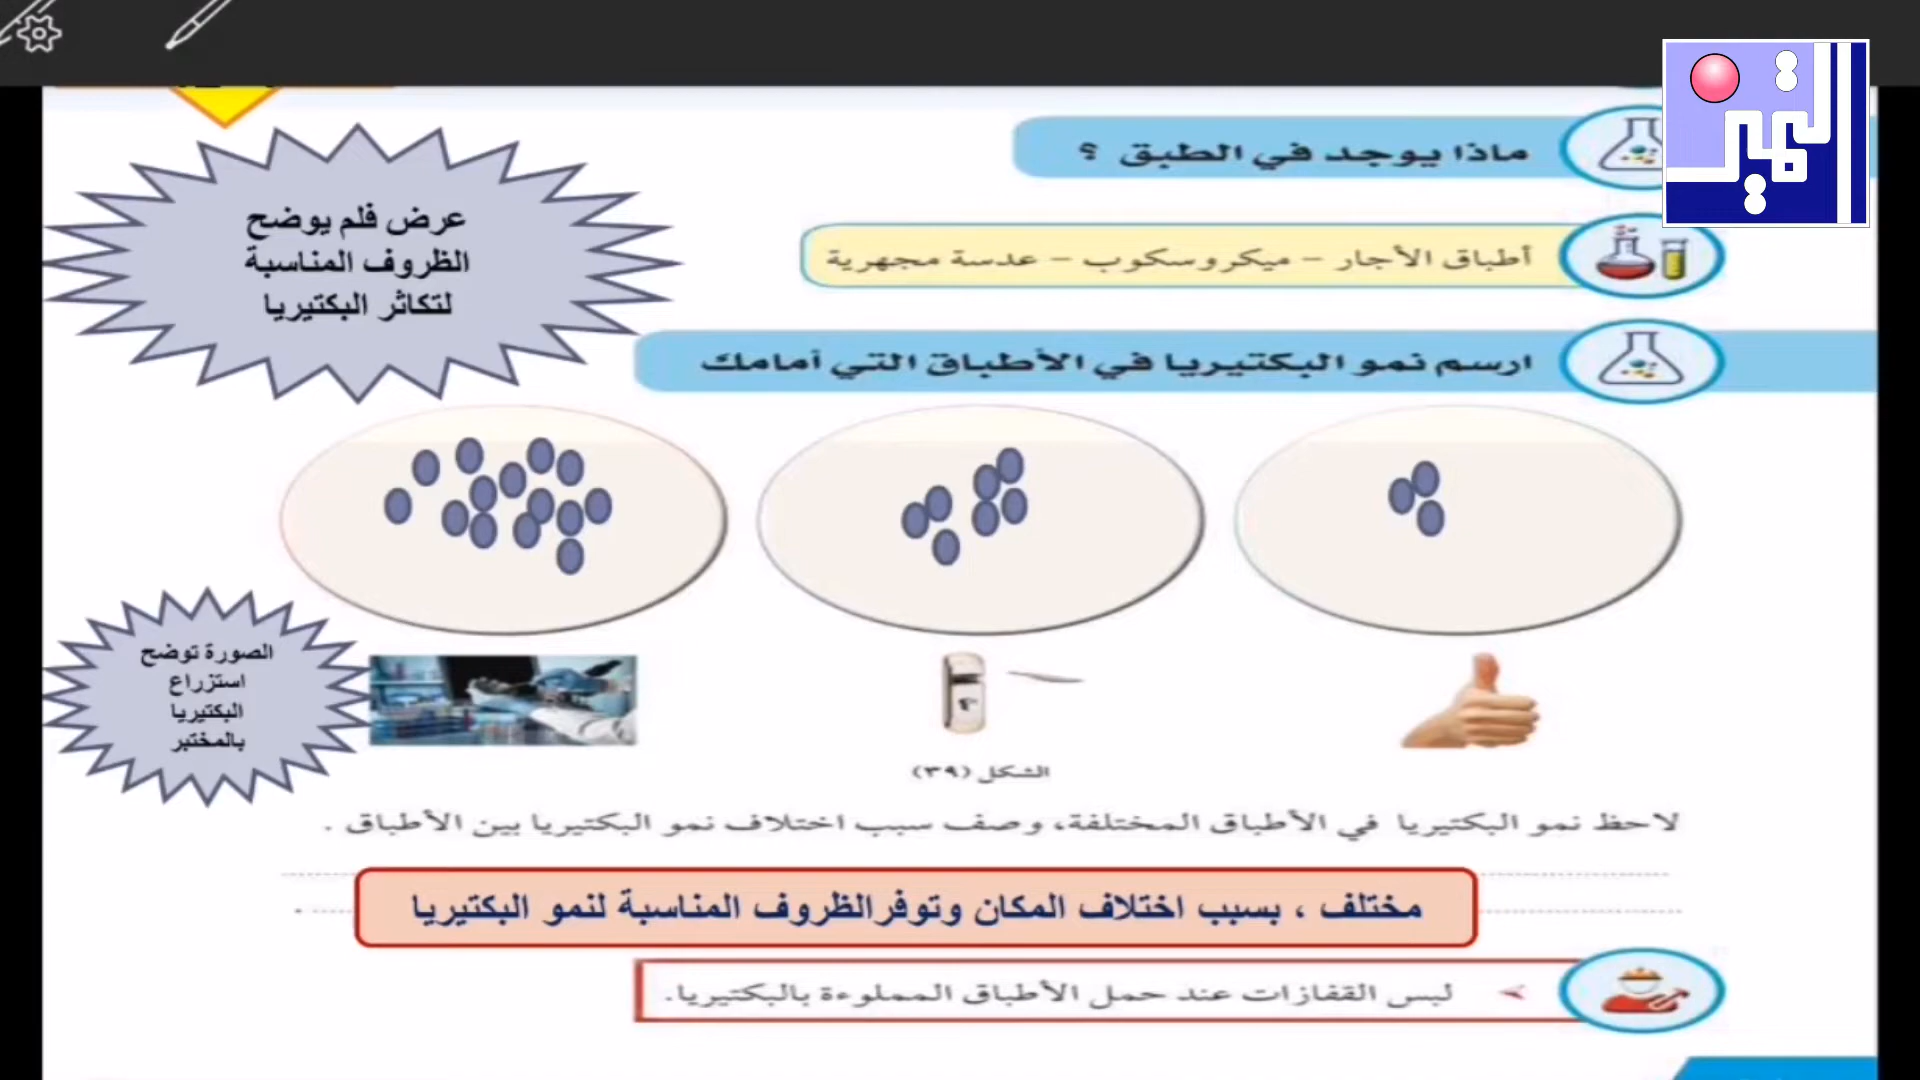 ماذا يوجد في الطبق ؟
عرض فلم يوضح
الظروف المناسبة
لتكاثر البكتيريا
أطباق الأجار - ميكروسكوب - عدسة مجهرية
ارسم نمو البكتيريا في الأطباق التي أمامك
الصورة توضح
استزراع
البكتيريا
بالمختبر
الشكل (٣٩)
لاحظ نمو البكتيريا في الأطباق المختلفة، وصف سبب اختلاف نمو البكتيريا بين الأطباق .
مختلف ، بسبب اختلاف المكان وتوفرالظروف المناسبة لنمو البكتيريا
لبس القفازات عند حمل الأطباق المملوءة بالبكتيريا.